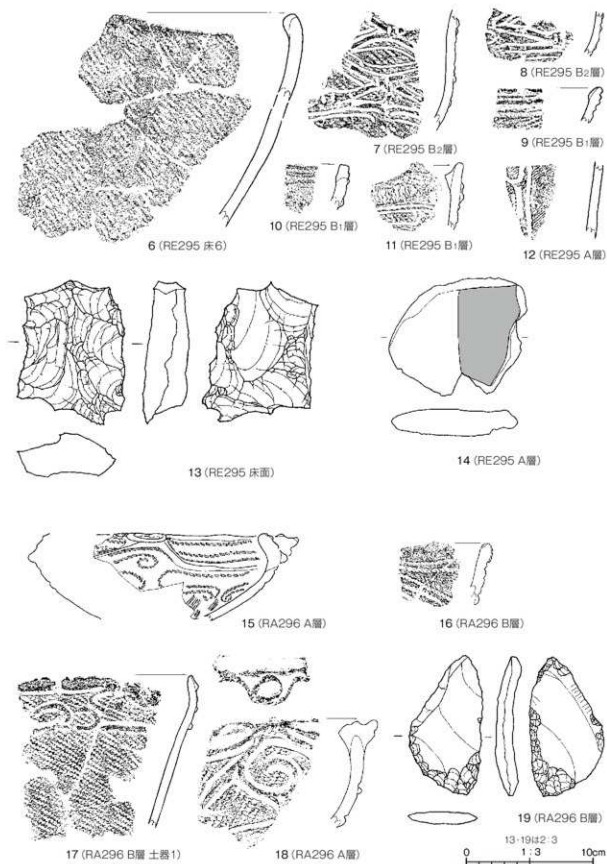 6 (RE295 床6)
7 (RE295 B2層)
8 (RE295 B2層)
9 (RE295 B1層)
10 (RE295 B1層)
11 (RE295 B1層)
12 (RE295 A層)
13 (RE295 床面)
14 (RE295 A層)
15 (RA296 A層)
16 (RA296 B層)
17 (RA296 B層 土器1)
18 (RA296 A層)
19 (RA296 B層)
13・19は2:3
0 1:3 10cm